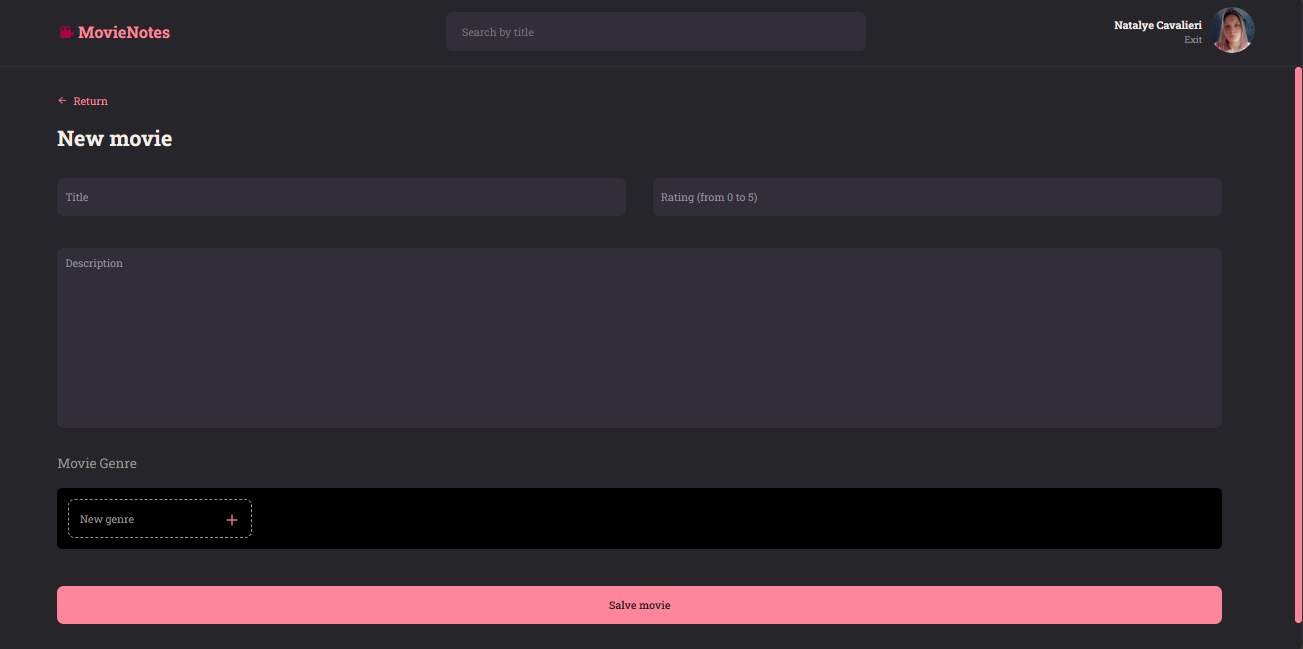 MovieNotes
Search by title
Natalye Cavalieri
Exit
Return
New movie
Title
Rating (from 0 to 5)
Description
Movie Genre
New genre
Salve movie